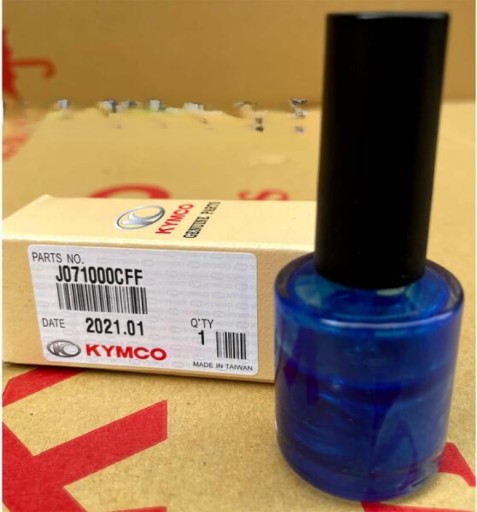 KYMCO
GENUINE PARTS
PARTS NO.
J071000CFF
DATE 2021.01 Q'TY 1
KYMCO
MADE IN TAIWAN